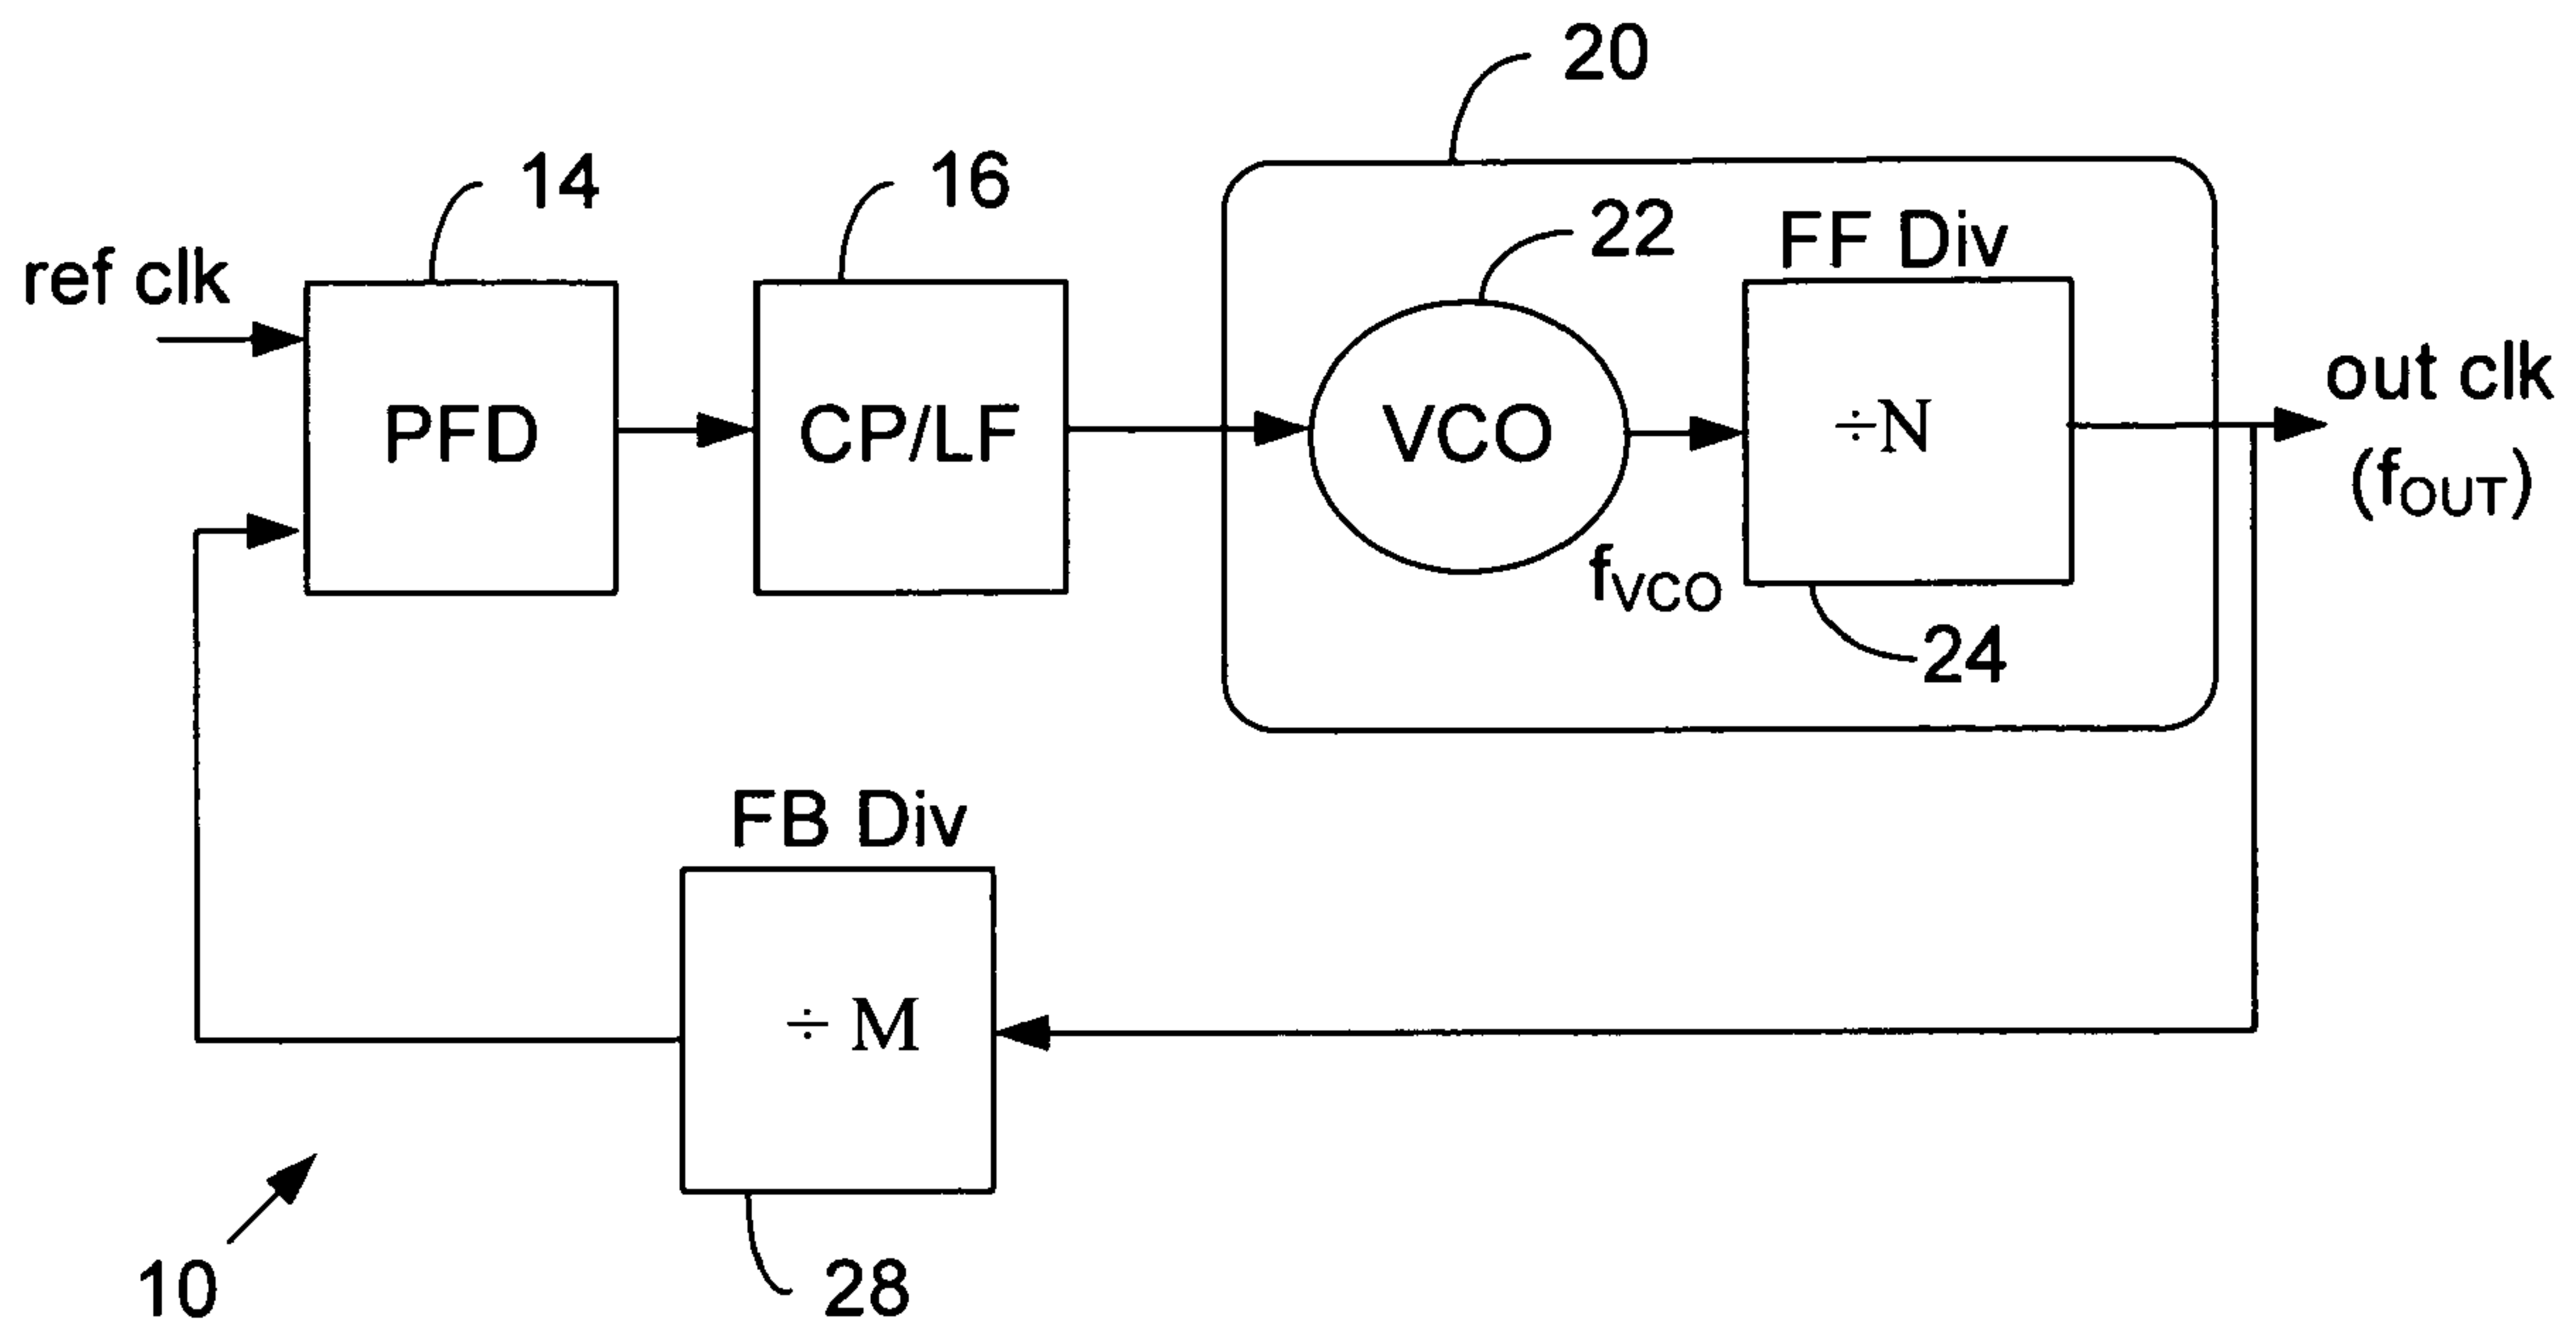 20
14
16
22
FF Div
ref clk
PFD
CP/LF
VCO
÷N
out clk
(fOUT)
fVCO
24
FB Div
÷ M
10
28